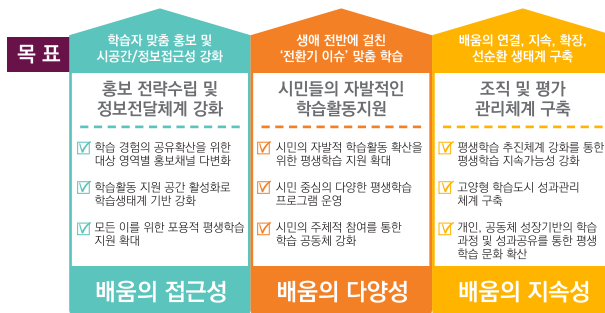 목 표
학습자 맞춤 홍보 및
시공간/정보접근성 강화
홍보 전략수립 및
정보전달체계 강화
학습 경험의 공유확산을 위한
대상 영역별 홍보채널 다변화
학습활동 지원 공간 활성화로
학습생태계 기반 강화
모든 이를 위한 포용적 평생학습
지원 확대
배움의 접근성
생애 전반에 걸친
‘전환기 이슈’ 맞춤 학습
시민들의 자발적인
학습활동지원
시민의 자발적 학습활동 확산을
위한 평생학습 지원 확대
시민 중심의 다양한 평생학습
프로그램 운영
시민의 주체적 참여를 통한
학습 공동체 강화
배움의 다양성
배움의 연결, 지속, 확장,
선순환 생태계 구축
조직 및 평가
관리체계 구축
평생학습 추진체계 강화를 통한
평생학습 지속가능성 강화
고양형 학습도시 성과관리
체계 구축
개인, 공동체 성장기반의 학습
과정 및 성과공유를 통한 평생
학습 문화 확산
배움의 지속성